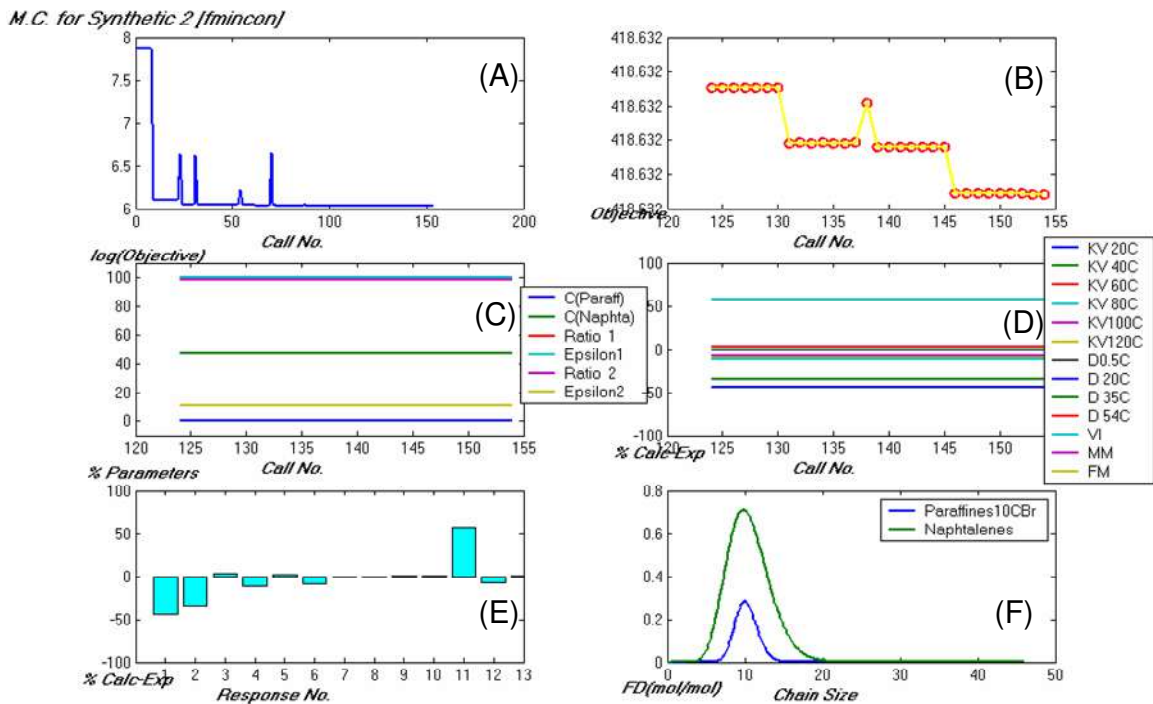 M.C. for Synthetic 2 [fmincon]
8
7.5
7
6.5
6
0
50
100
150
200
(A)
Call No.
log(Objective)
418.632
418.632
418.632
418.632
418.632
418.632
120
125
130
135
140
145
150
155
(B)
Objective
Call No.
100
80
60
40
20
0
120
125
130
135
140
145
150
155
(C)
C(Paraff)
C(Naphta)
Ratio 1
Epsilon1
Ratio 2
Epsilon2
% Parameters
Call No.
100
50
0
-50
-100
120
125
130
135
140
145
150
(D)
KV 20C
KV 40C
KV 60C
KV 80C
KV100C
KV120C
D0.5C
D 20C
D 35C
D 54C
VI
MM
FM
% Calc-Exp
Call No.
100
50
0
-50
-100
1
2
3
4
5
6
7
8
9
10
11
12
13
(E)
% Calc-Exp
Response No.
0.8
0.6
0.4
0.2
0
0
10
20
30
40
50
Paraffines10CBr
Naphtalenes
(F)
FD(mol/mol)
Chain Size